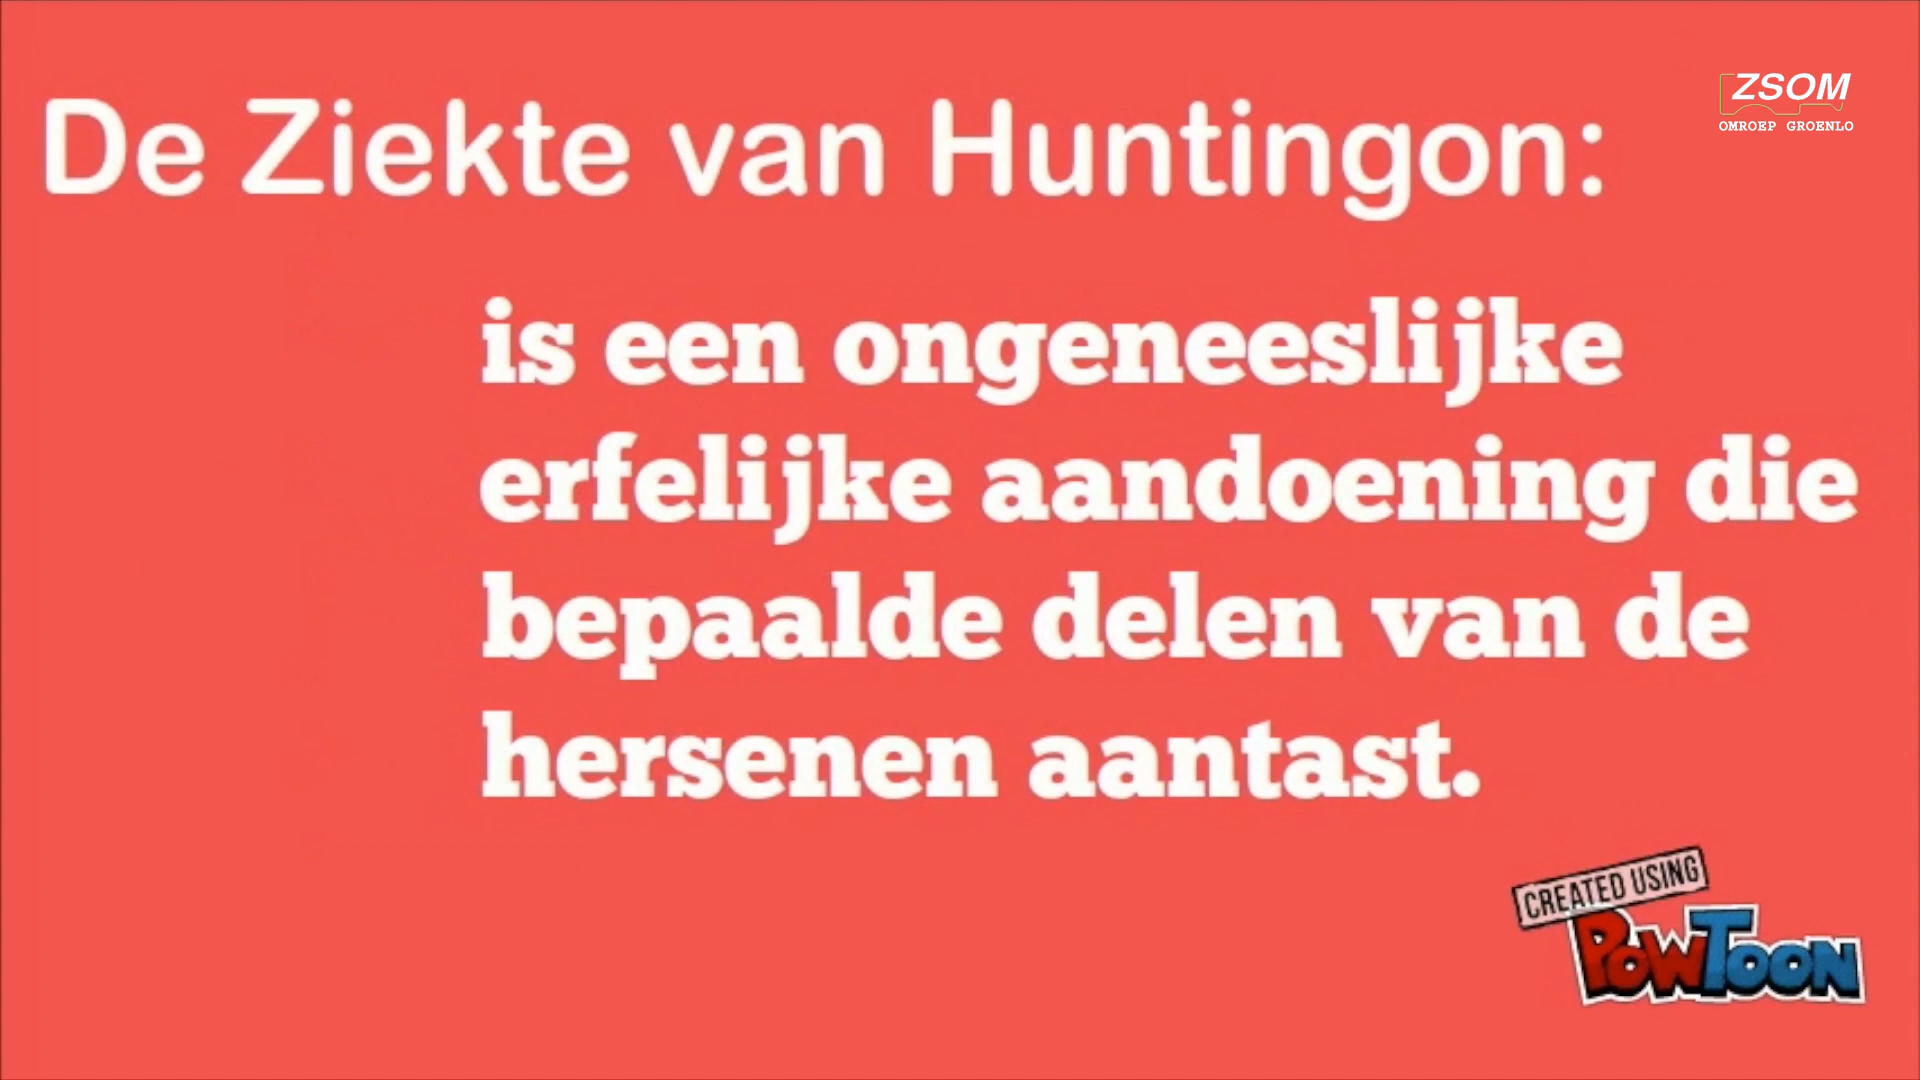 ZSOM
OMROEP GROENLO
De Ziekte van Huntingon:
is een ongeneeslijke
erfelijke aandoening die
bepaalde delen van de
hersenen aantast.
CREATED USING
POWTOON